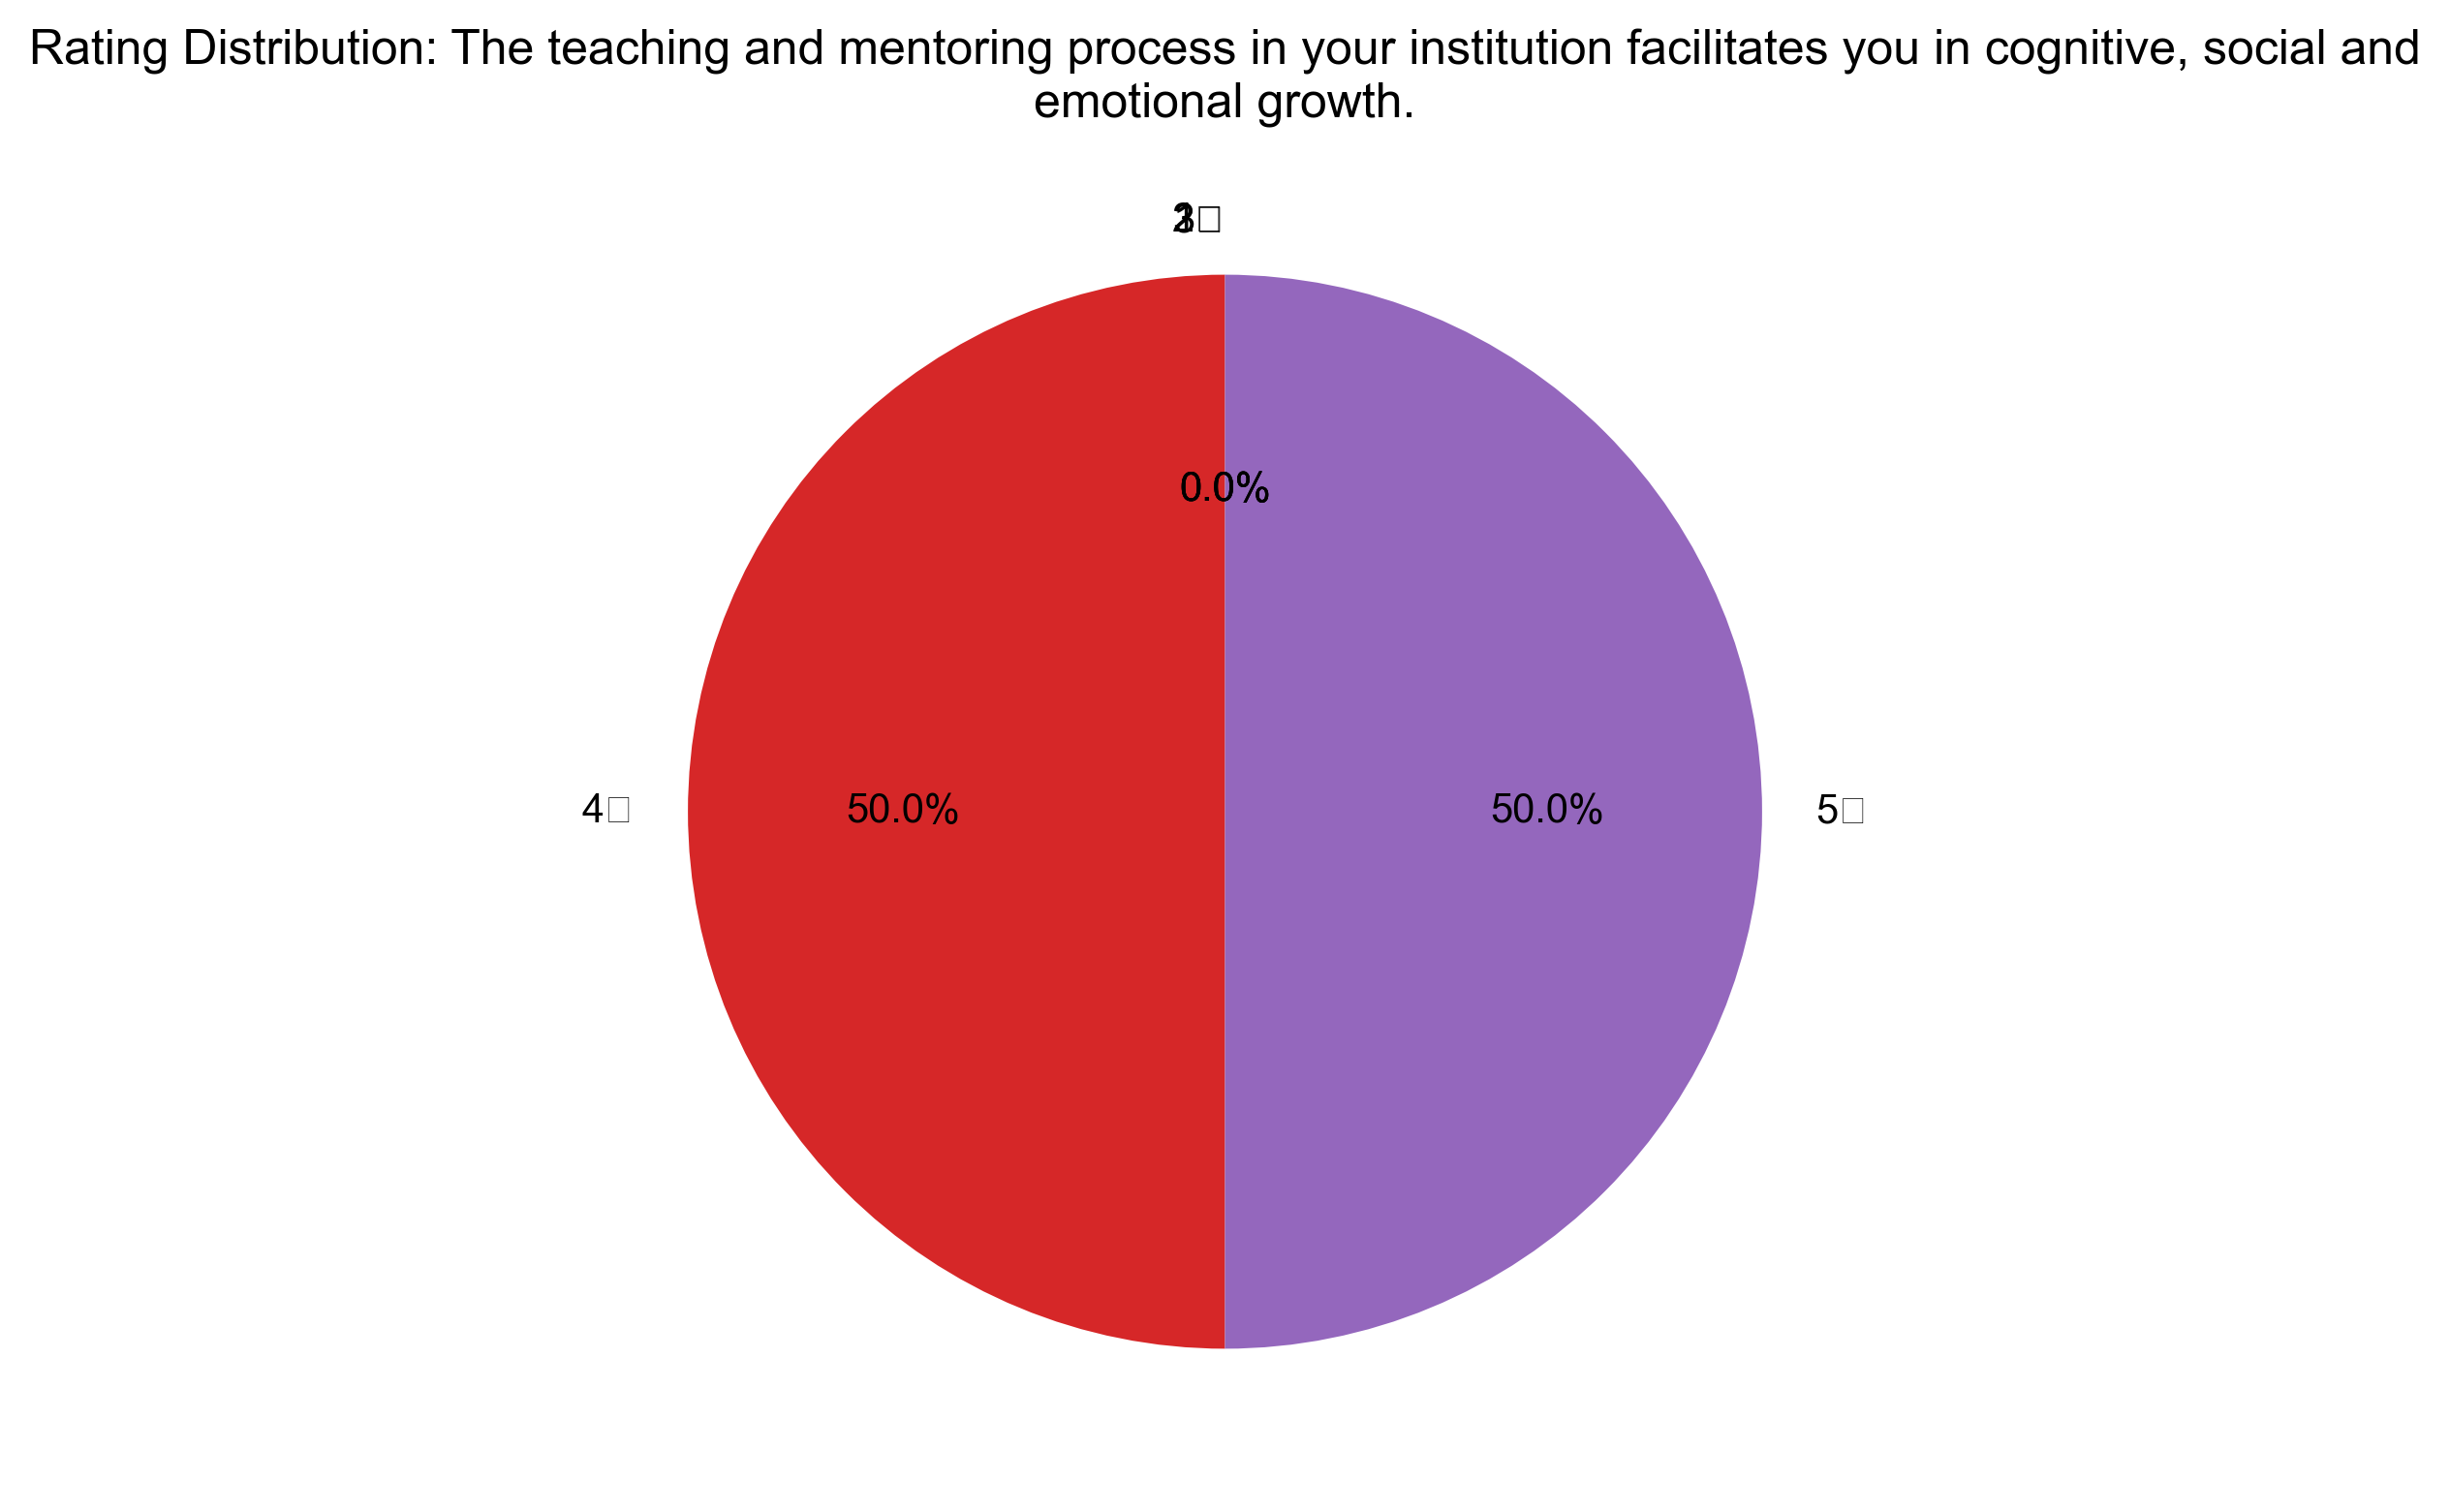 Rating Distribution: The teaching and mentoring process in your institution facilitates you in cognitive, social and
emotional growth.
0.0%
4□
50.0%
50.0%
5□